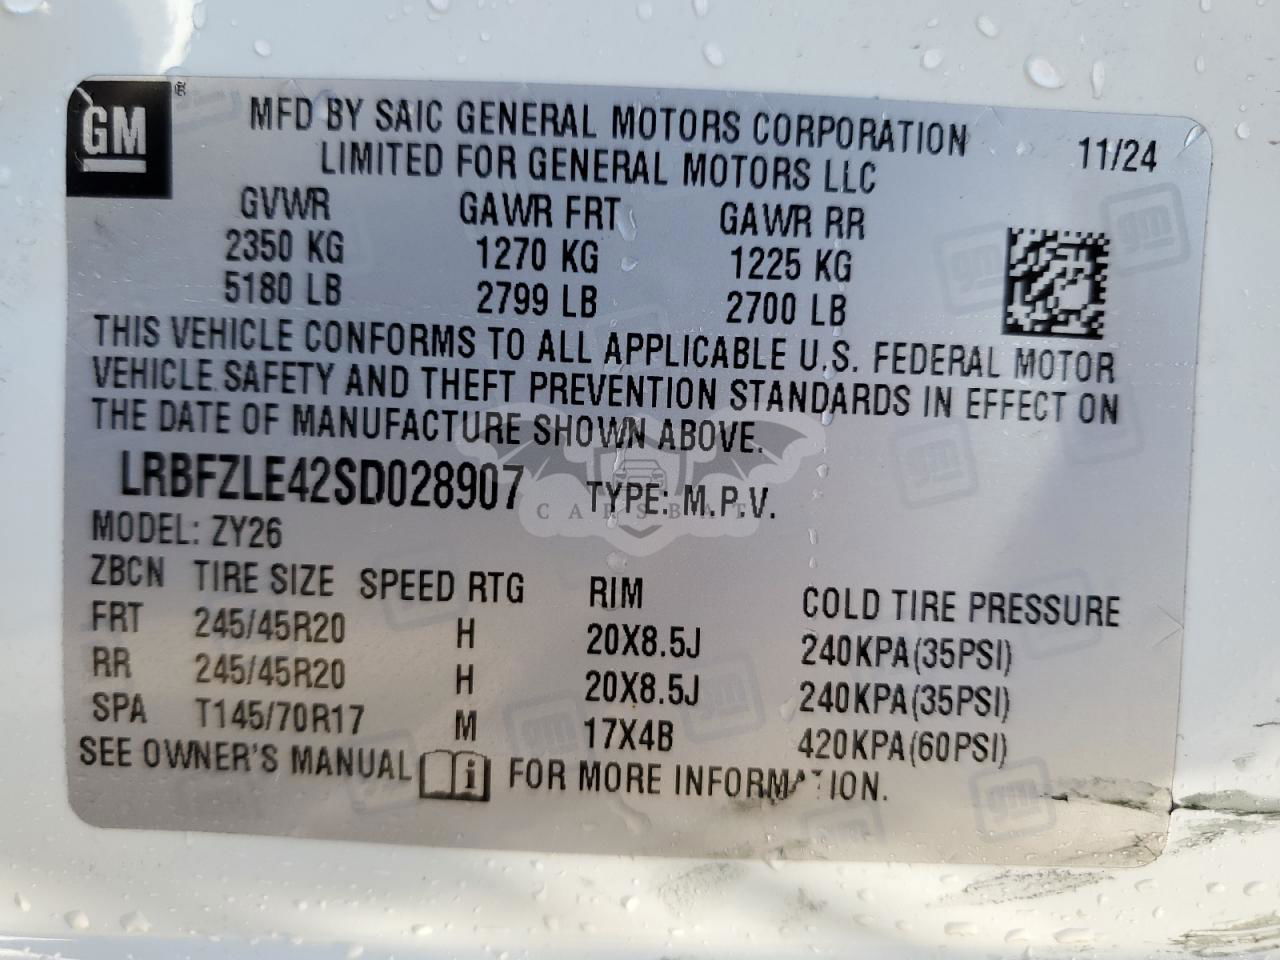 GM
MFD BY SAIC GENERAL MOTORS CORPORATION
LIMITED FOR GENERAL MOTORS LLC
11/24
GVWR GAWR FRT GAWR RR
2350 KG 1270 KG 1225 KG
5180 LB 2799 LB 2700 LB
THIS VEHICLE CONFORMS TO ALL APPLICABLE U.S. FEDERAL MOTOR
VEHICLE SAFETY AND THEFT PREVENTION STANDARDS IN EFFECT ON
THE DATE OF MANUFACTURE SHOWN ABOVE.
LRBFZLE42SD028907 TYPE: M.P.V.
CARSBAT
MODEL: ZY26
ZBCN TIRE SIZE SPEED RTG RIM COLD TIRE PRESSURE
FRT 245/45R20 H 20X8.5J 240KPA(35PSI)
RR 245/45R20 H 20X8.5J 240KPA(35PSI)
SPA T145/70R17 M 17X4B 420KPA(60PSI)
SEE OWNER'S MANUAL i FOR MORE INFORMATION.